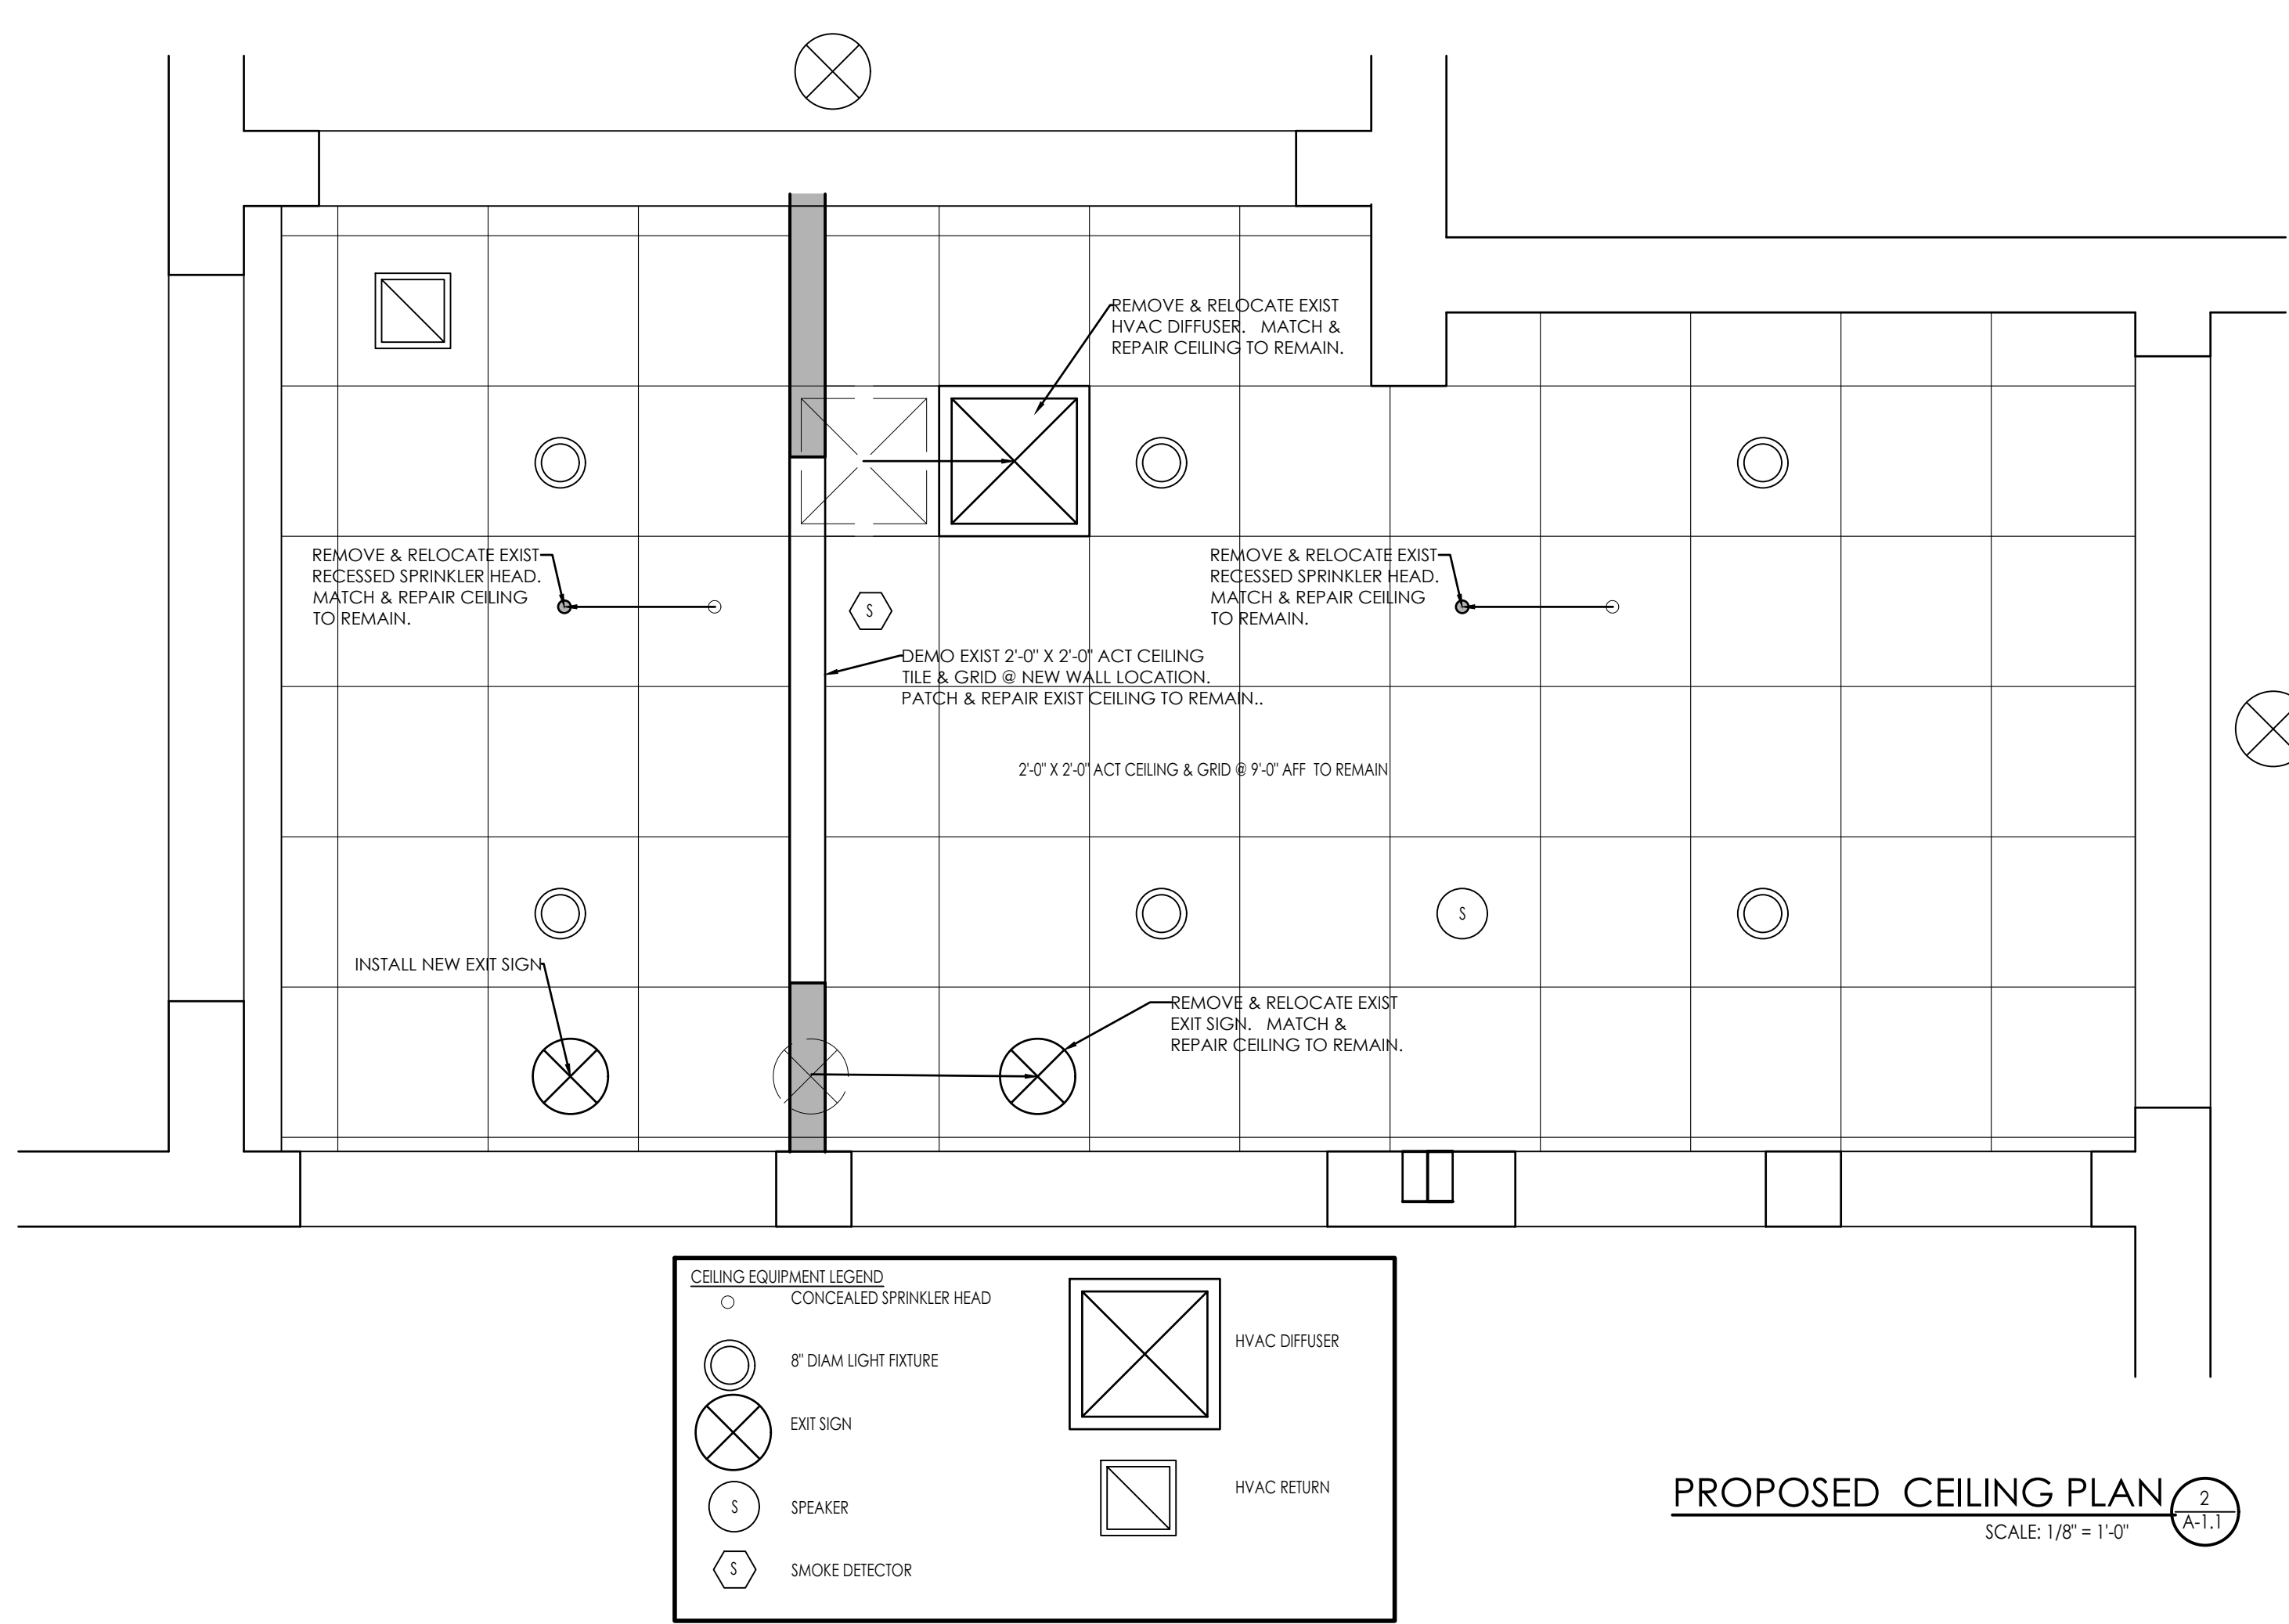 REMOVE & RELOCATE EXIST
HVAC DIFFUSER. MATCH &
REPAIR CEILING TO REMAIN.
REMOVE & RELOCATE EXIST
RECESSED SPRINKLER HEAD.
MATCH & REPAIR CEILING
TO REMAIN.
REMOVE & RELOCATE EXIST
RECESSED SPRINKLER HEAD.
MATCH & REPAIR CEILING
TO REMAIN.
S
DEMO EXIST 2'-0" X 2'-0" ACT CEILING
TILE & GRID @ NEW WALL LOCATION.
PATCH & REPAIR EXIST CEILING TO REMAIN..
2'-0" X 2'-0" ACT CEILING & GRID @ 9'-0" AFF TO REMAIN
S
INSTALL NEW EXIT SIGN
REMOVE & RELOCATE EXIST
EXIT SIGN. MATCH &
REPAIR CEILING TO REMAIN.
CEILING EQUIPMENT LEGEND
CONCEALED SPRINKLER HEAD
8" DIAM LIGHT FIXTURE
EXIT SIGN
S SPEAKER
S SMOKE DETECTOR
HVAC DIFFUSER
HVAC RETURN
PROPOSED CEILING PLAN
SCALE: 1/8" = 1'-0"
2
A-1.1